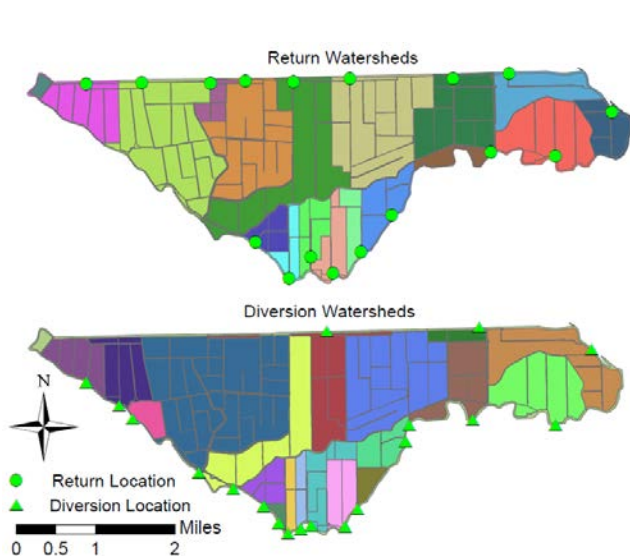 Return Watersheds
Diversion Watersheds
N
Return Location
Diversion Location
Miles
0 0.5 1 2